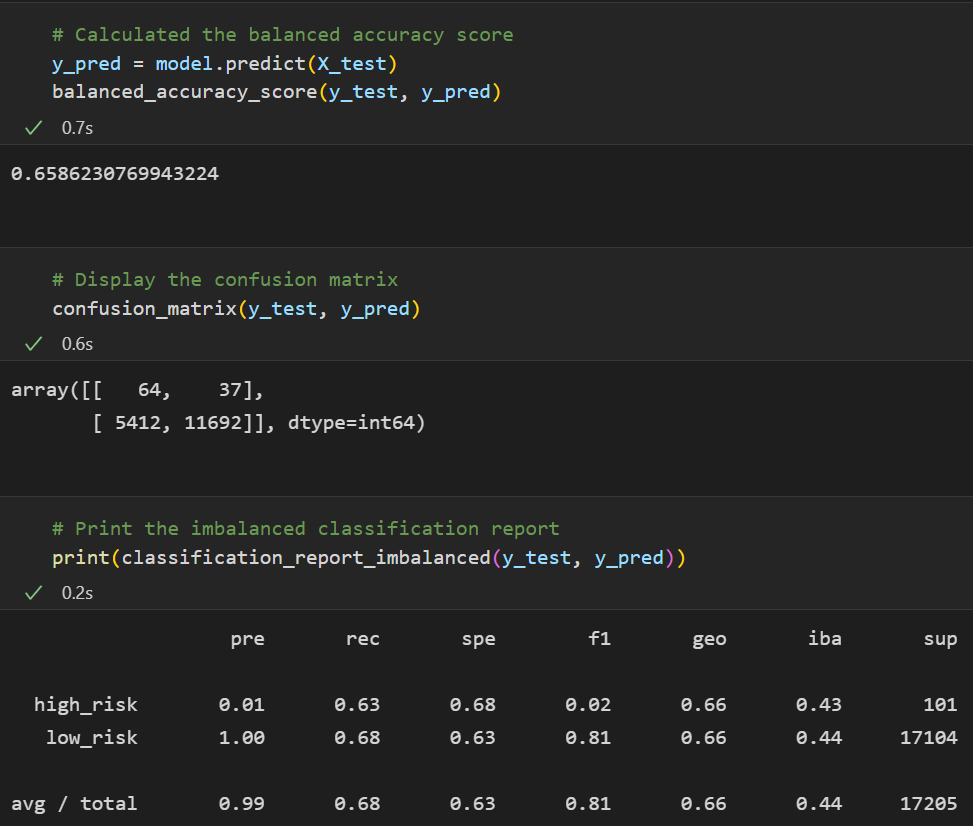 # Calculated the balanced accuracy score
y_pred = model.predict(X_test)
balanced_accuracy_score(y_test, y_pred)
✓ 0.7s
0.6586230769943224
# Display the confusion matrix
confusion_matrix(y_test, y_pred)
✓ 0.6s
array([[   64,    37],
       [ 5412, 11692]], dtype=int64)
# Print the imbalanced classification report
print(classification_report_imbalanced(y_test, y_pred))
✓ 0.2s
pre rec spe f1 geo iba sup
high_risk 0.01 0.63 0.68 0.02 0.66 0.43 101
low_risk 1.00 0.68 0.63 0.81 0.66 0.44 17104
avg / total 0.99 0.68 0.63 0.81 0.66 0.44 17205